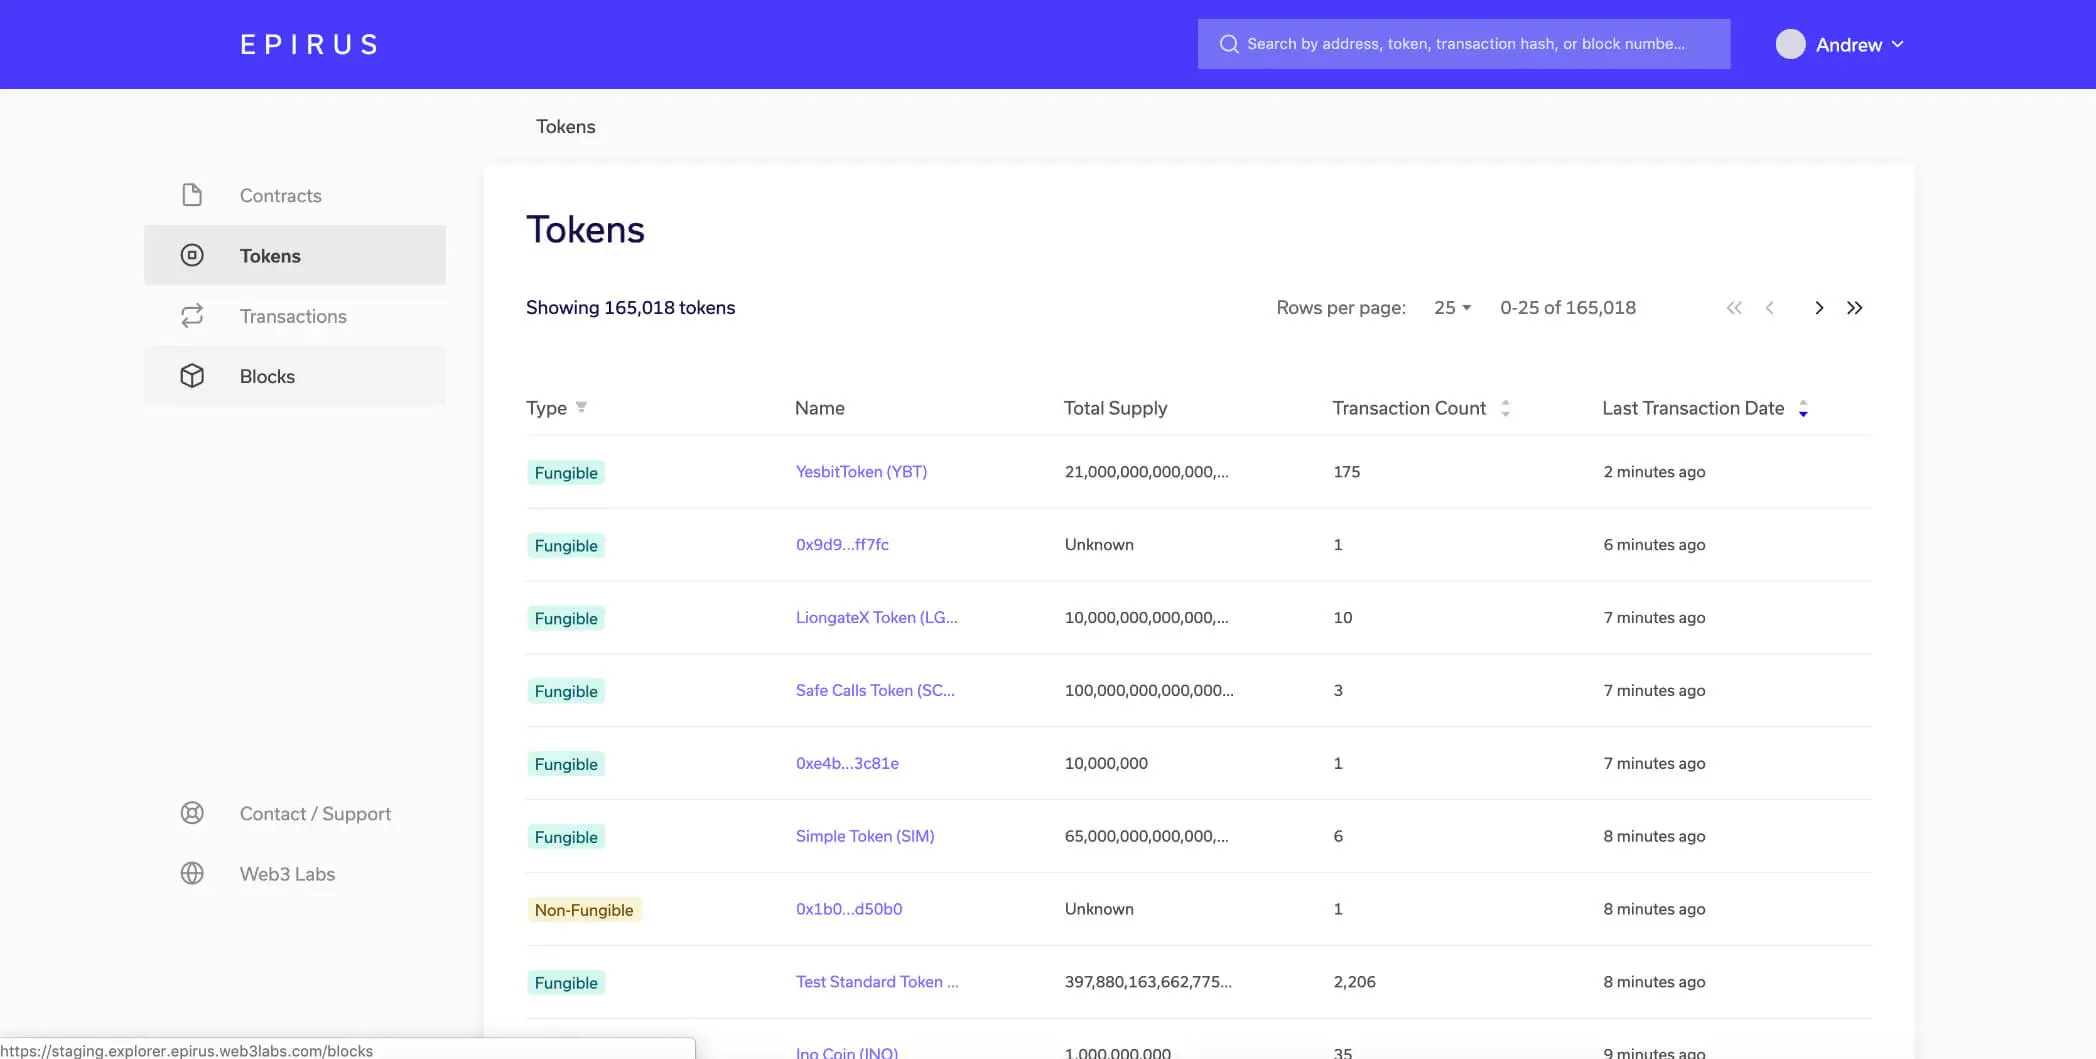 EPIRUS
Search by address, token, transaction hash, or block numbe...
Andrew
Tokens
Contracts
Tokens
Transactions
Blocks
Contact / Support
Web3 Labs
Tokens
Showing 165,018 tokens
Rows per page: 25 0-25 of 165,018
Type Name Total Supply Transaction Count Last Transaction Date
Fungible YesbitToken (YBT) 21,000,000,000,000,... 175 2 minutes ago
Fungible 0x9d9...ff7fc Unknown 1 6 minutes ago
Fungible LiongateX Token (LG... 10,000,000,000,000,... 10 7 minutes ago
Fungible Safe Calls Token (SC... 100,000,000,000,000... 3 7 minutes ago
Fungible 0xe4b...3c81e 10,000,000 1 7 minutes ago
Fungible Simple Token (SIM) 65,000,000,000,000,... 6 8 minutes ago
Non-Fungible 0x1b0...d50b0 Unknown 1 8 minutes ago
Fungible Test Standard Token ... 397,880,163,662,775... 2,206 8 minutes ago
Ino Coin (INO) 1,000,000,000 35 9 minutes ago
https://staging.explorer.epirus.web3labs.com/blocks